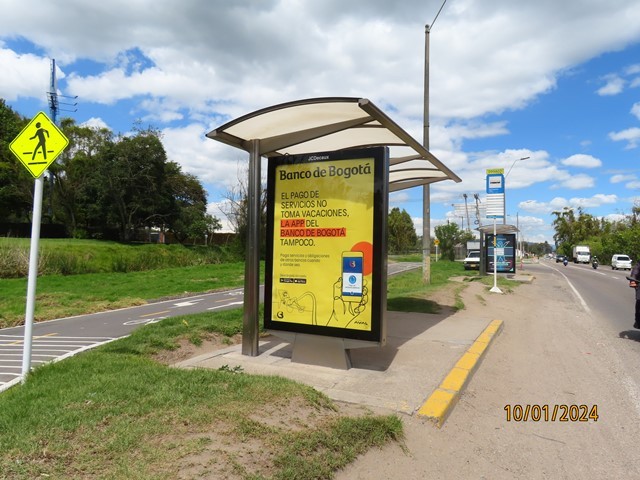 JCDecaux
Banco de Bogotá
EL PAGO DE
SERVICIOS NO
TOMA VACACIONES,
LA APP DEL
BANCO DE BOGOTÁ
TAMPOCO.
10/01/2024